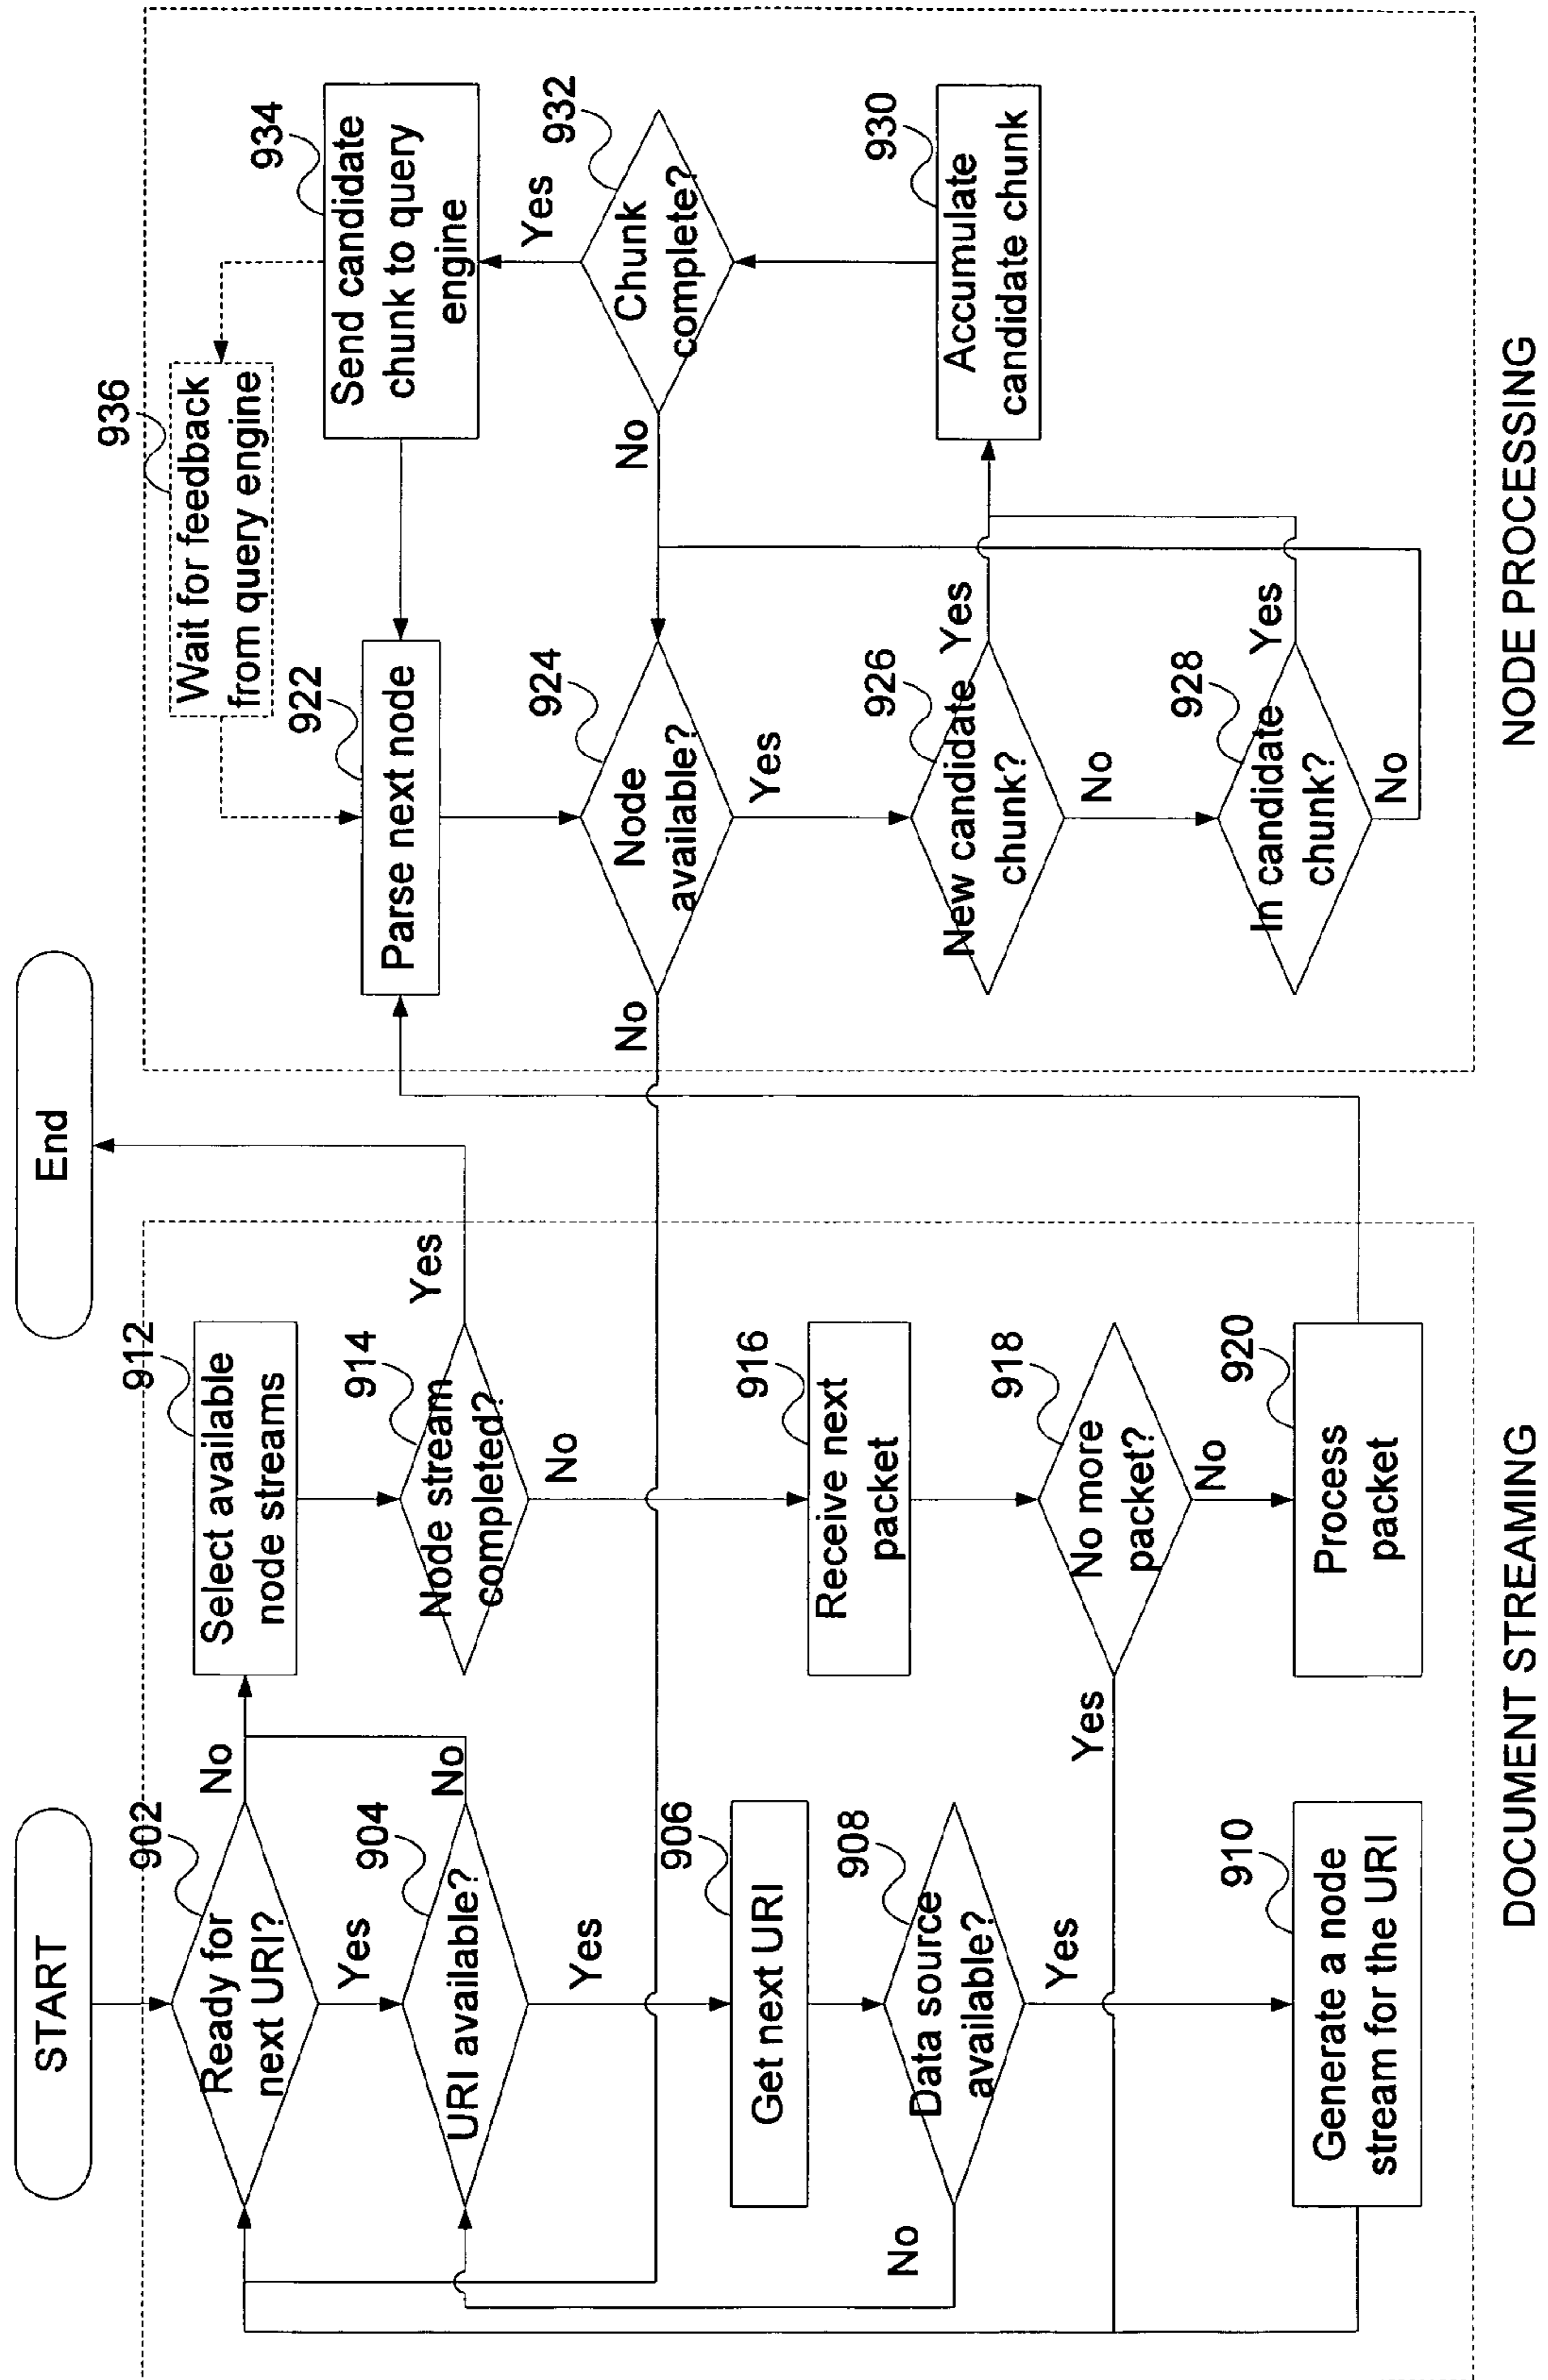 START
End
902
Ready for
next URI?
No
Yes
904
URI available?
No
Yes
906
Get next URI
908
Data source
available?
No
Yes
910
Generate a node
stream for the URI
912
Select available
node streams
914
Node stream
completed?
Yes
No
916
Receive next
packet
918
No more
packet?
Yes
No
920
Process
packet
DOCUMENT STREAMING
936
Wait for feedback
from query engine
922
Parse next node
924
Node
available?
No
Yes
926
New candidate
chunk?
Yes
No
928
In candidate
chunk?
Yes
No
934
Send candidate
chunk to query
engine
932
Chunk
complete?
Yes
No
930
Accumulate
candidate chunk
NODE PROCESSING